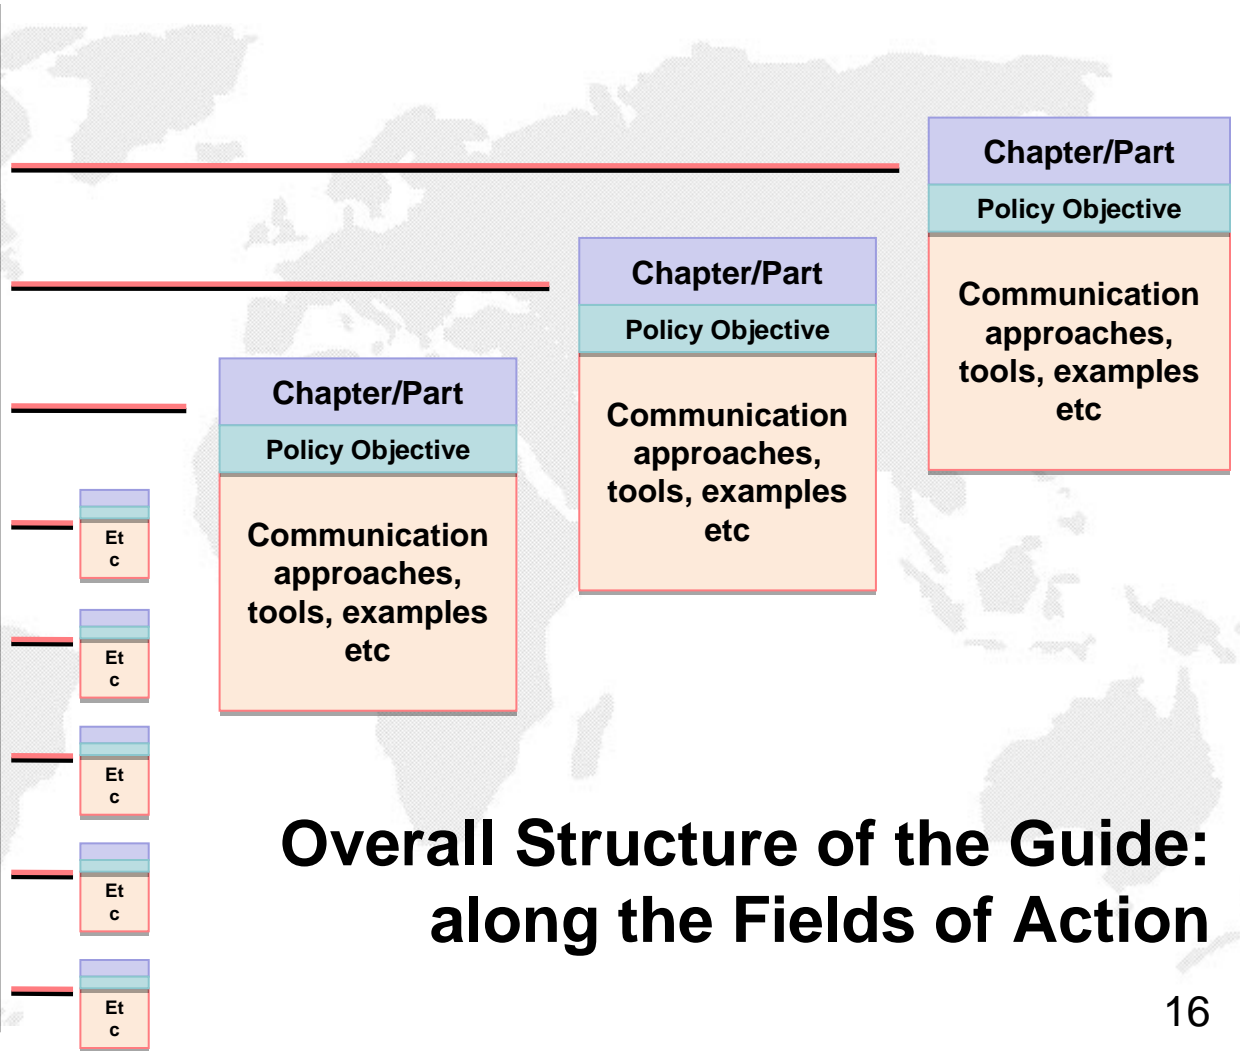 Chapter/Part
Policy Objective
Communication
approaches,
tools, examples
etc
Chapter/Part
Policy Objective
Communication
approaches,
tools, examples
etc
Chapter/Part
Policy Objective
Communication
approaches,
tools, examples
etc
Et
c
Et
c
Et
c
Et
c
Et
c
Overall Structure of the Guide:
along the Fields of Action
16